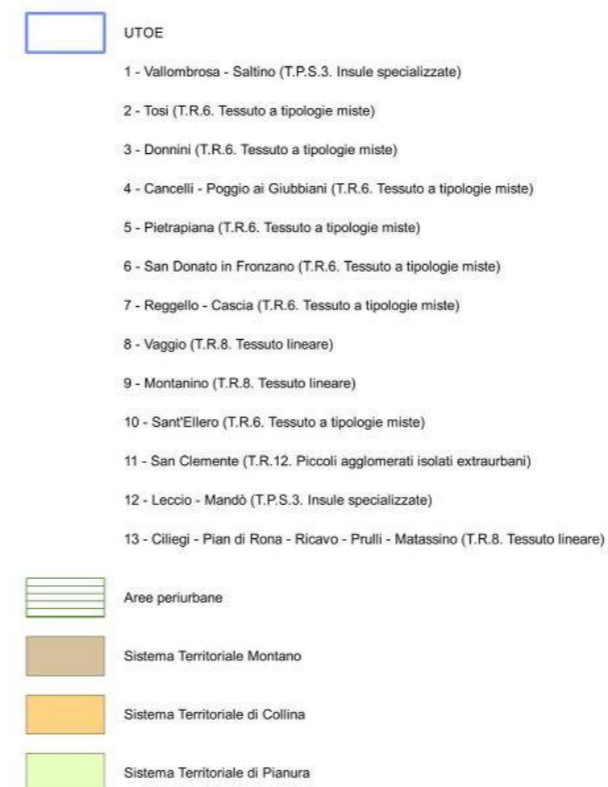 UTOE
1 - Vallombrosa - Saltino (T.P.S.3. Insule specializzate)
2 - Tosi (T.R.6. Tessuto a tipologie miste)
3 - Donnini (T.R.6. Tessuto a tipologie miste)
4 - Cancelli - Poggio ai Giubbiani (T.R.6. Tessuto a tipologie miste)
5 - Pietrapiana (T.R.6. Tessuto a tipologie miste)
6 - San Donato in Fronzano (T.R.6. Tessuto a tipologie miste)
7 - Reggello - Cascia (T.R.6. Tessuto a tipologie miste)
8 - Vaggio (T.R.8. Tessuto lineare)
9 - Montanino (T.R.8. Tessuto lineare)
10 - Sant'Ellero (T.R.6. Tessuto a tipologie miste)
11 - San Clemente (T.R.12. Piccoli agglomerati isolati extraurbani)
12 - Leccio - Mandò (T.P.S.3. Insule specializzate)
13 - Ciliegi - Pian di Rona - Ricavo - Prulli - Matassino (T.R.8. Tessuto lineare)
Aree periurbane
Sistema Territoriale Montano
Sistema Territoriale di Collina
Sistema Territoriale di Pianura